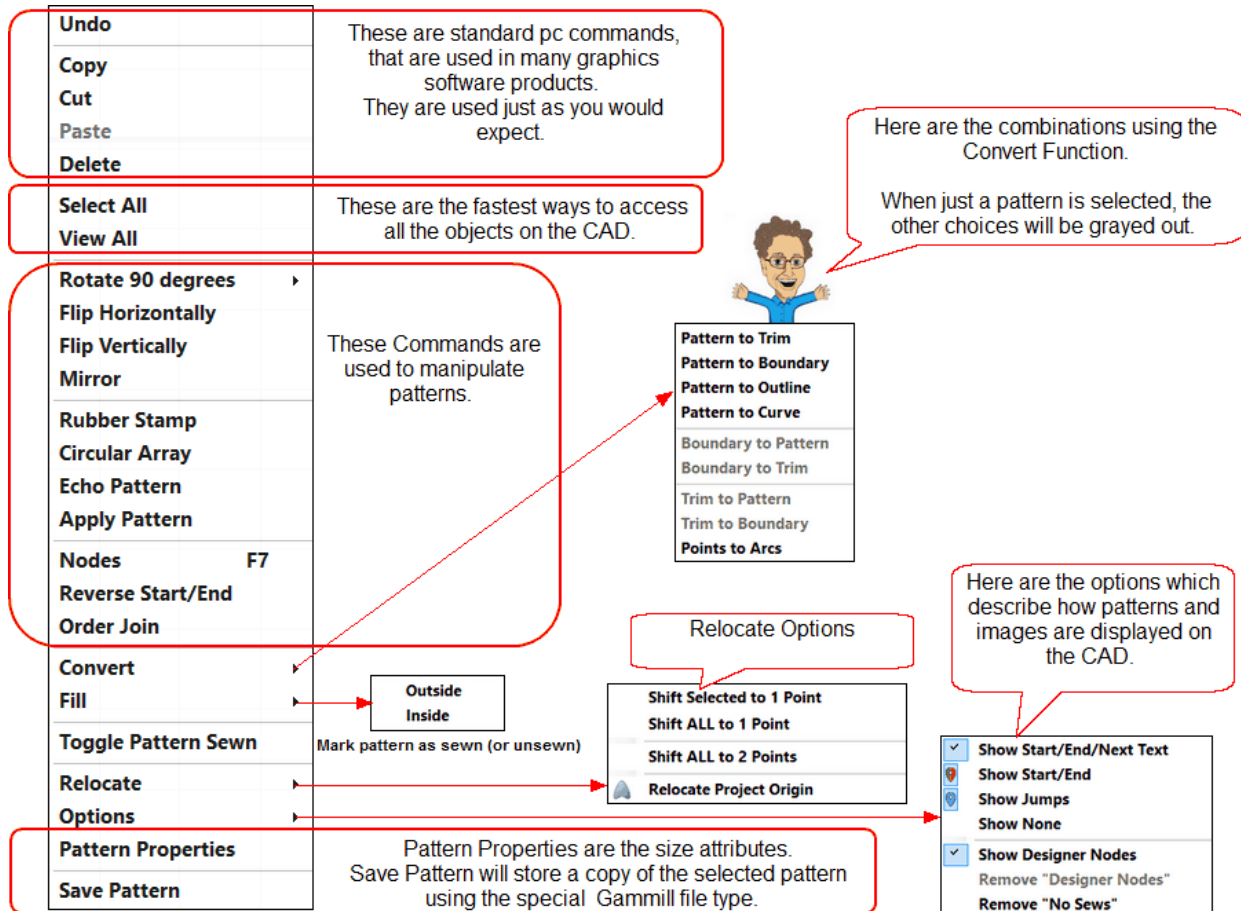 Undo
Copy
Cut
Paste
Delete
Select All
View All
Rotate 90 degrees
Flip Horizontally
Flip Vertically
Mirror
Rubber Stamp
Circular Array
Echo Pattern
Apply Pattern
Nodes F7
Reverse Start/End
Order Join
Convert
Fill
Toggle Pattern Sewn
Relocate
Options
Pattern Properties
Save Pattern
These are standard pc commands,
that are used in many graphics
software products.
They are used just as you would
expect.
These are the fastest ways to access
all the objects on the CAD.
These Commands are
used to manipulate
patterns.
Here are the combinations using the
Convert Function.
When just a pattern is selected, the
other choices will be grayed out.
Pattern to Trim
Pattern to Boundary
Pattern to Outline
Pattern to Curve
Boundary to Pattern
Boundary to Trim
Trim to Pattern
Trim to Boundary
Points to Arcs
Outside
Inside
Mark pattern as sewn (or unsewn)
Relocate Options
Shift Selected to 1 Point
Shift ALL to 1 Point
Shift ALL to 2 Points
Relocate Project Origin
Here are the options which
describe how patterns and
images are displayed on
the CAD.
Show Start/End/Next Text
Show Start/End
Show Jumps
Show None
Show Designer Nodes
Remove "Designer Nodes"
Remove "No Sews"
Pattern Properties are the size attributes.
Save Pattern will store a copy of the selected pattern
using the special Gammill file type.